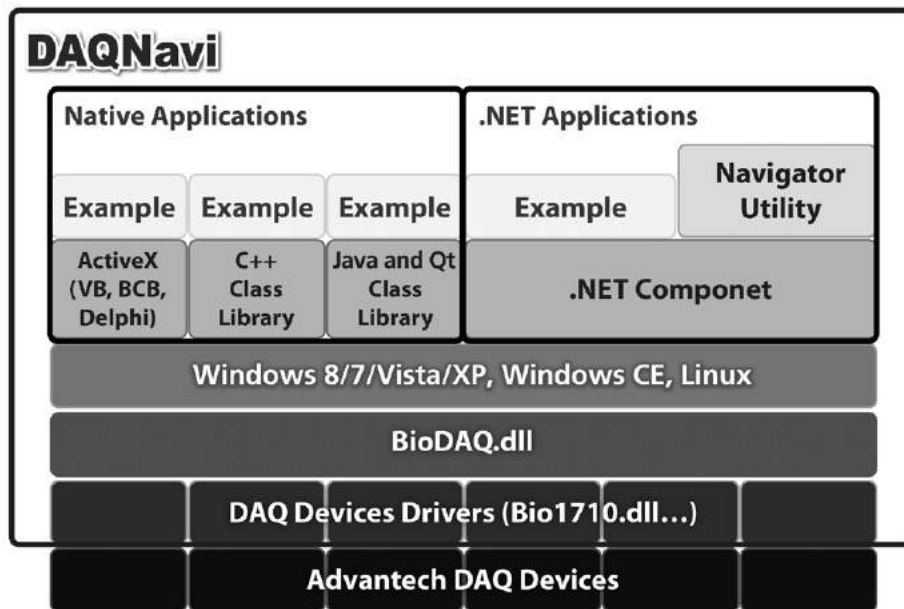 DAQNavi
Native Applications
.NET Applications
Example
Example
Example
Example
Navigator
Utility
ActiveX
(VB, BCB,
Delphi)
C++
Class
Library
Java and Qt
Class
Library
.NET Componet
Windows 8/7/Vista/XP, Windows CE, Linux
BioDAQ.dll
DAQ Devices Drivers (Bio1710.dll...)
Advantech DAQ Devices